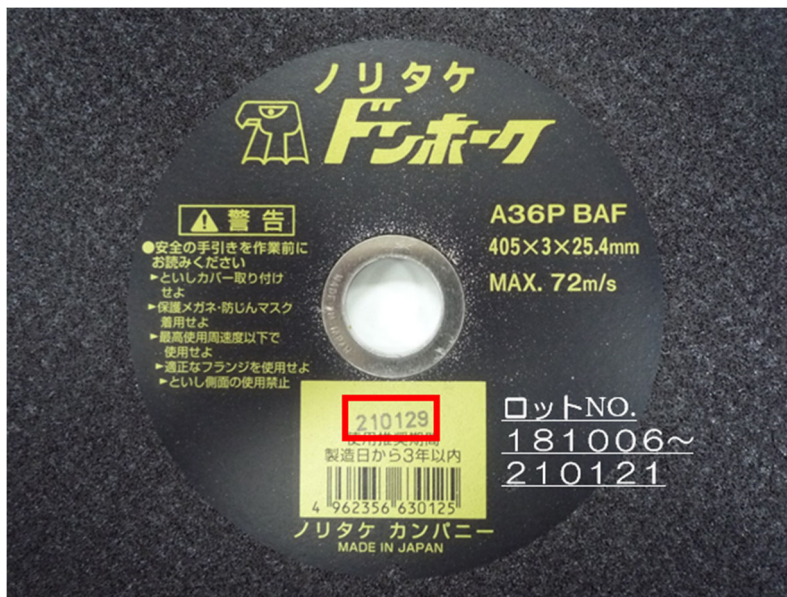 ノリタケ
ドンホーク
警告
●安全の手引きを作業前に
お読みください
►といしカバー取り付け
せよ
►保護メガネ・防じんマスク
着用せよ
►最高使用周速度以下で
使用せよ
►適正なフランジを使用せよ
►といし側面の使用禁止
A36P BAF
405×3×25.4mm
MAX. 72m/s
MADE IN
210129
使用推奨期間
製造日から3年以内
4 962356 630125
ノリタケ カンパニー
MADE IN JAPAN
ロットNO.
181006~
210121